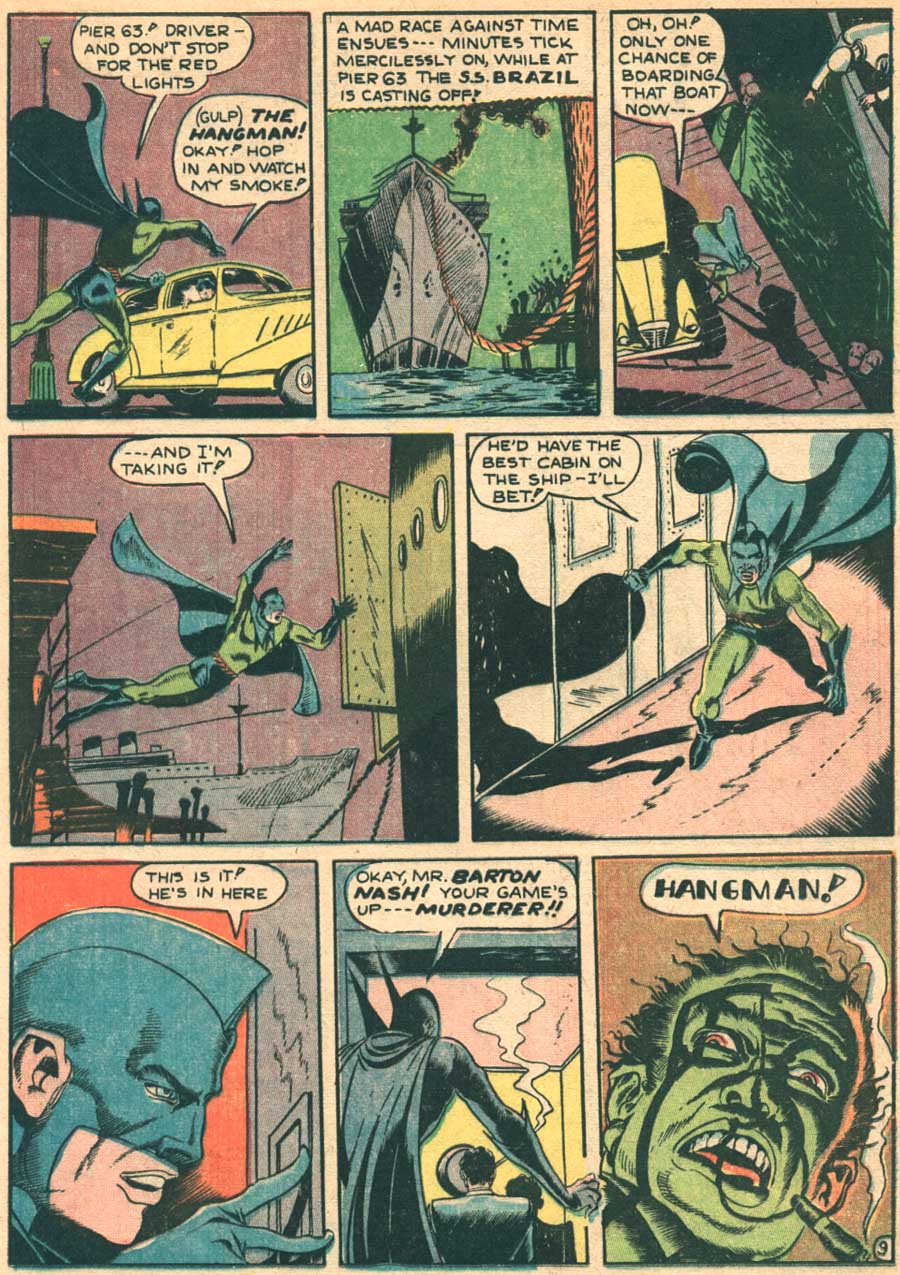 PIER 63! DRIVER –
AND DON'T STOP
FOR THE RED
LIGHTS
(GULP) THE
HANGMAN!
OKAY! HOP
IN AND WATCH
MY SMOKE!
A MAD RACE AGAINST TIME
ENSUES --- MINUTES TICK
MERCILESSLY ON, WHILE AT
PIER 63 THE S.S. BRAZIL
IS CASTING OFF!
OH, OH!
ONLY ONE
CHANCE OF
BOARDING
THAT BOAT
NOW---
---AND I'M
TAKING IT!
HE'D HAVE THE
BEST CABIN ON
THE SHIP – I'LL
BET!
THIS IS IT!
HE'S IN HERE
OKAY, MR. BARTON
NASH! YOUR GAME'S
UP --- MURDERER!!
HANGMAN!
9